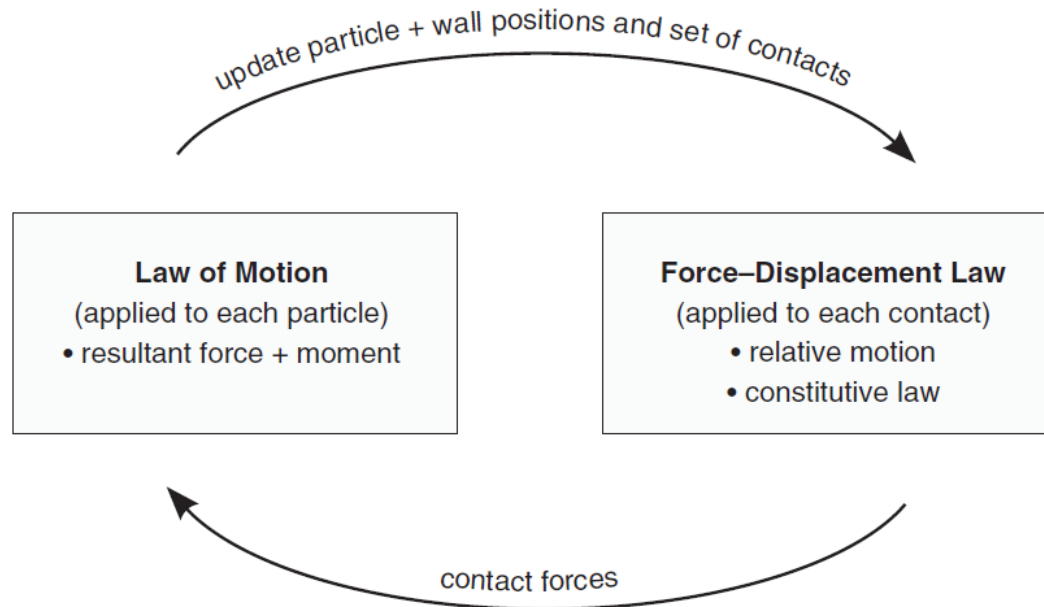 update particle + wall positions and set of contacts
Law of Motion
(applied to each particle)
• resultant force + moment
Force–Displacement Law
(applied to each contact)
• relative motion
• constitutive law
contact forces